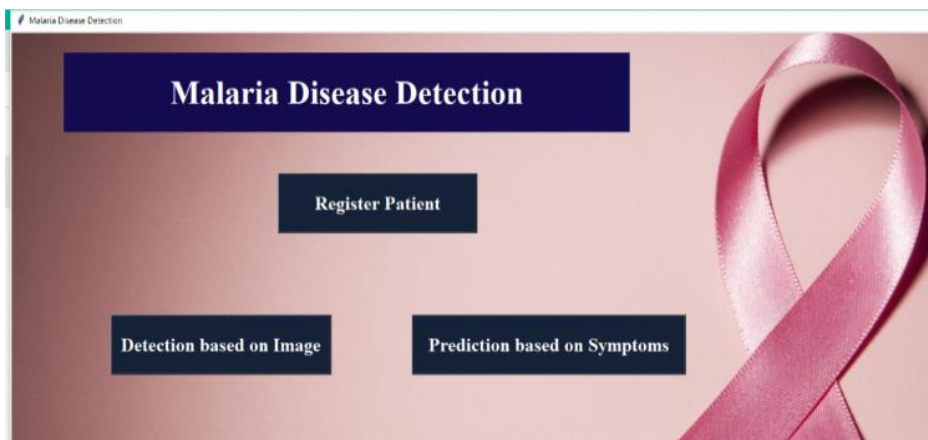 Malaria Disease Detection
Malaria Disease Detection
Register Patient
Detection based on Image
Prediction based on Symptoms